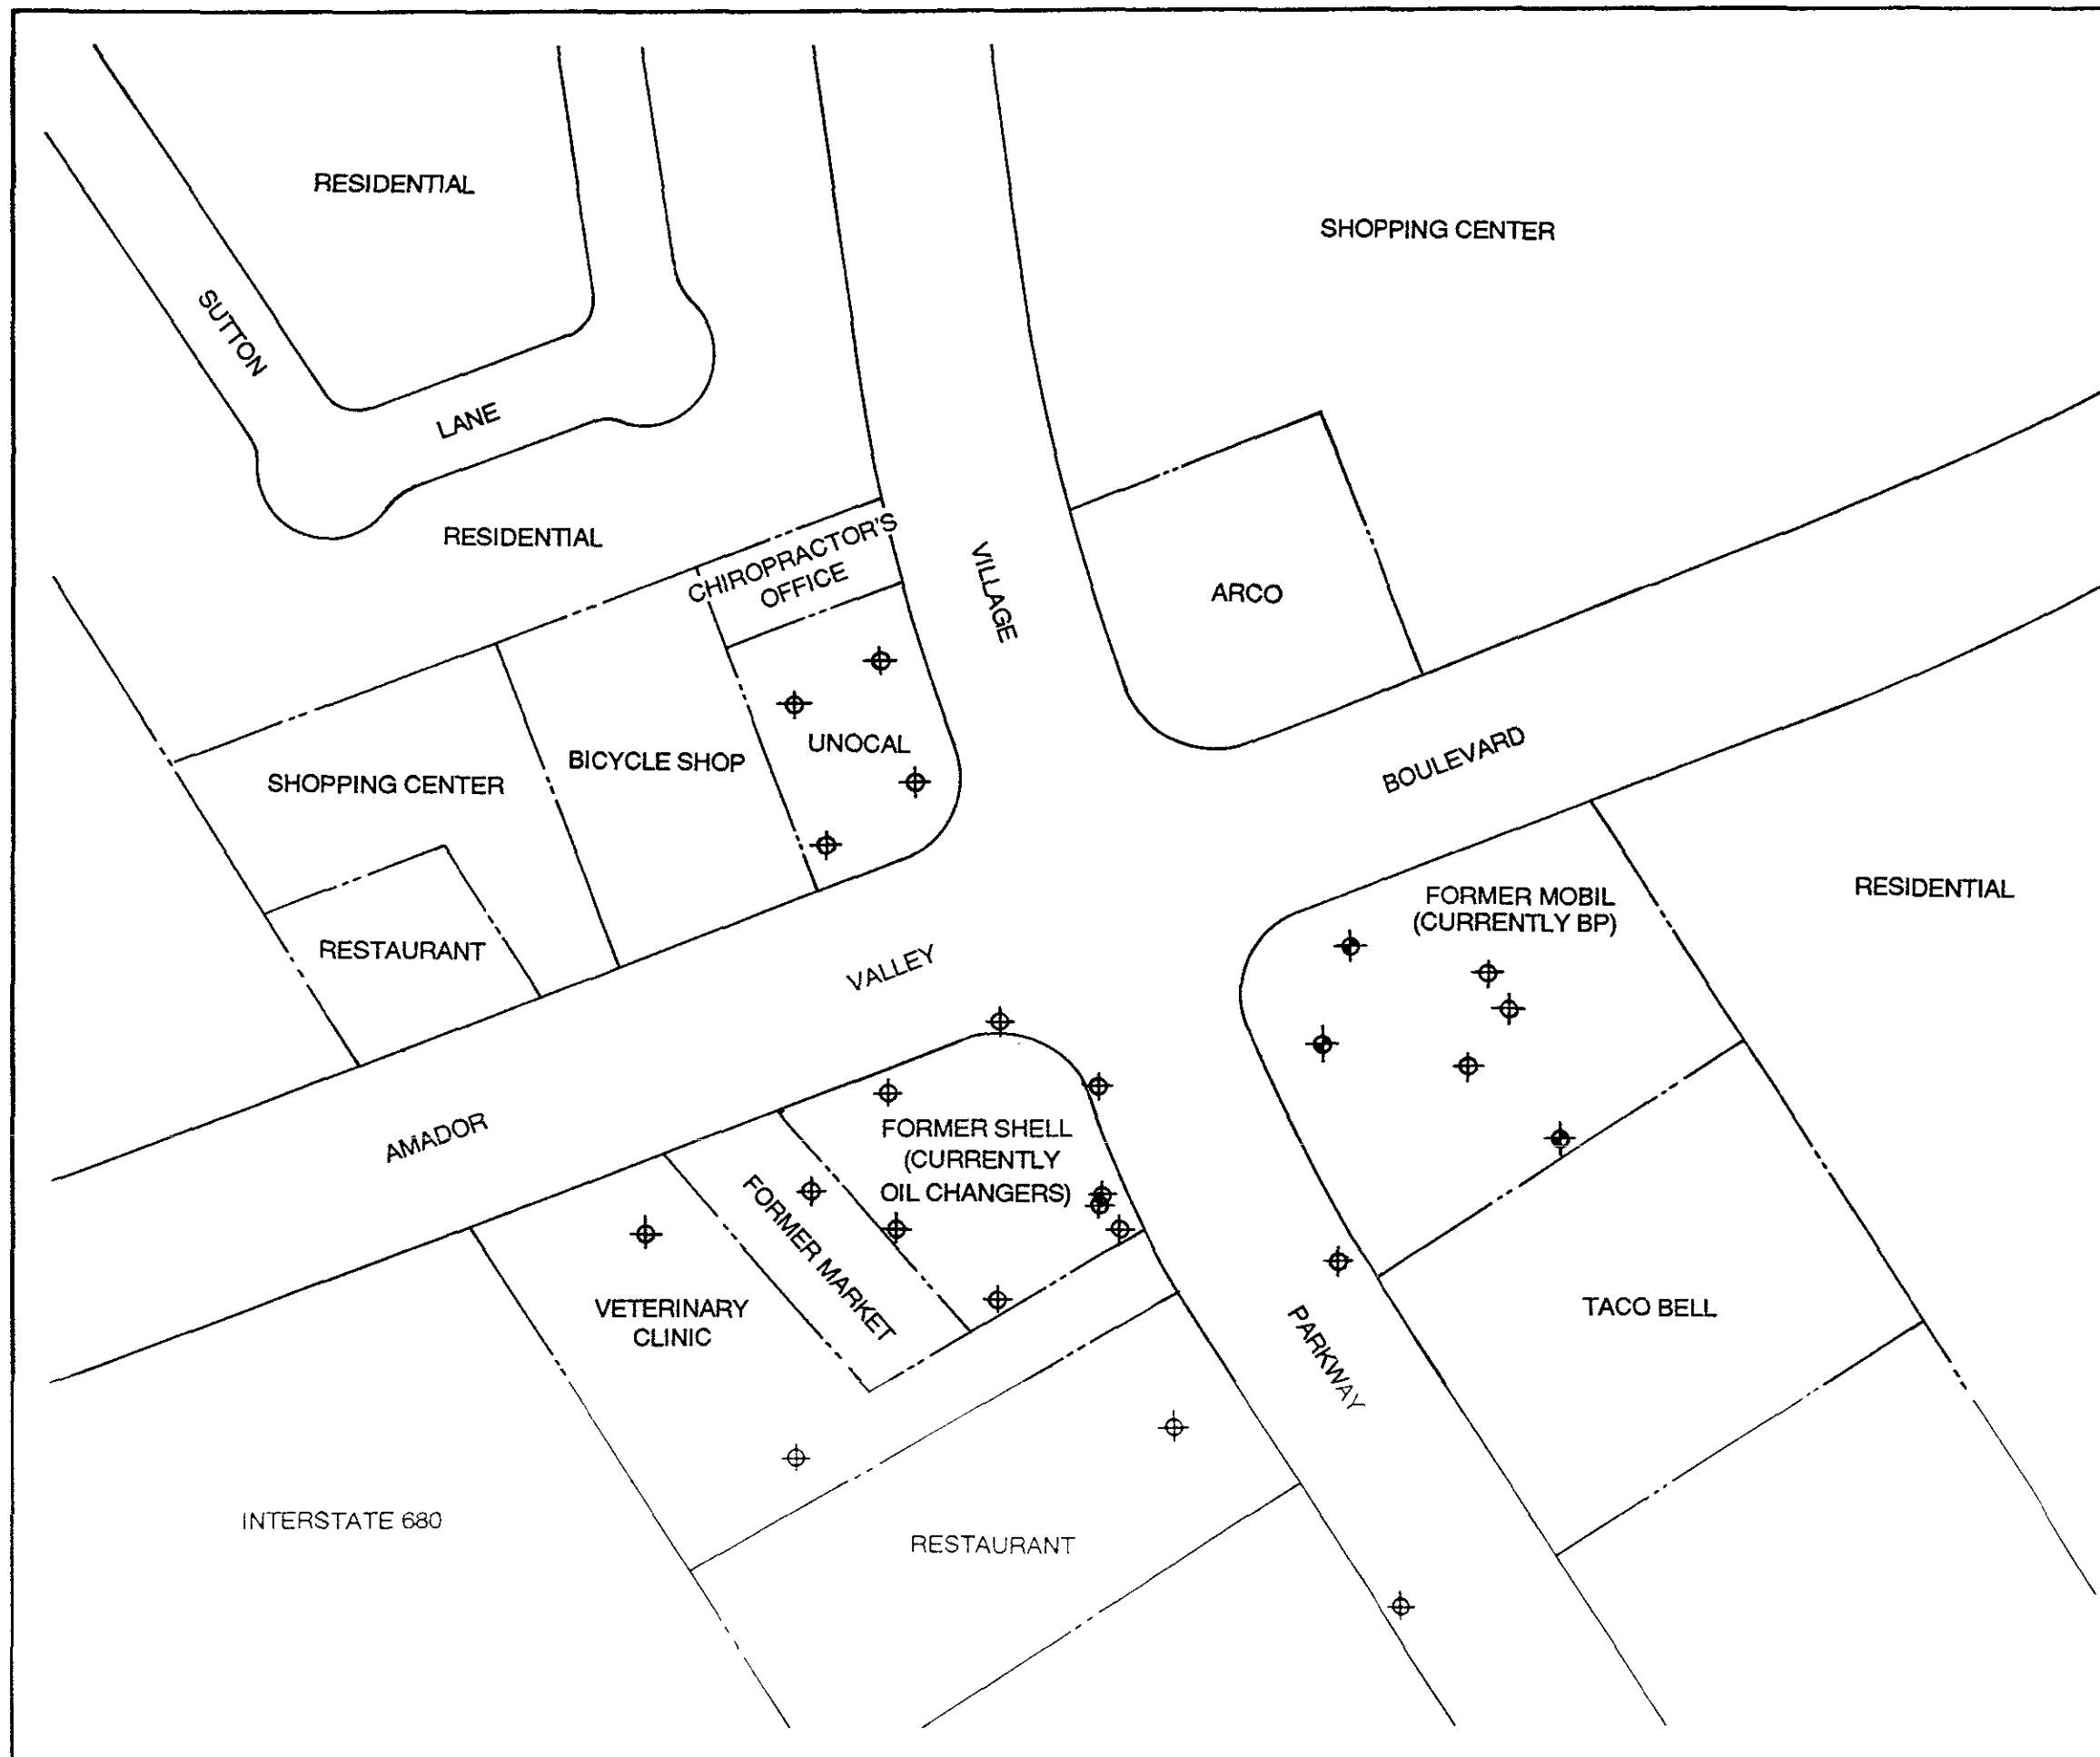 RESIDENTIAL
SHOPPING CENTER
SUTTON
LANE
RESIDENTIAL
CHIROPRACTOR'S
OFFICE
VILLAGE
ARCO
UNOCAL
BICYCLE SHOP
SHOPPING CENTER
BOULEVARD
RESTAURANT
VALLEY
FORMER MOBIL
(CURRENTLY BP)
RESIDENTIAL
AMADOR
FORMER SHELL
(CURRENTLY
OIL CHANGERS)
FORMER MARKET
VETERINARY
CLINIC
PARKWAY
TACO BELL
INTERSTATE 680
RESTAURANT